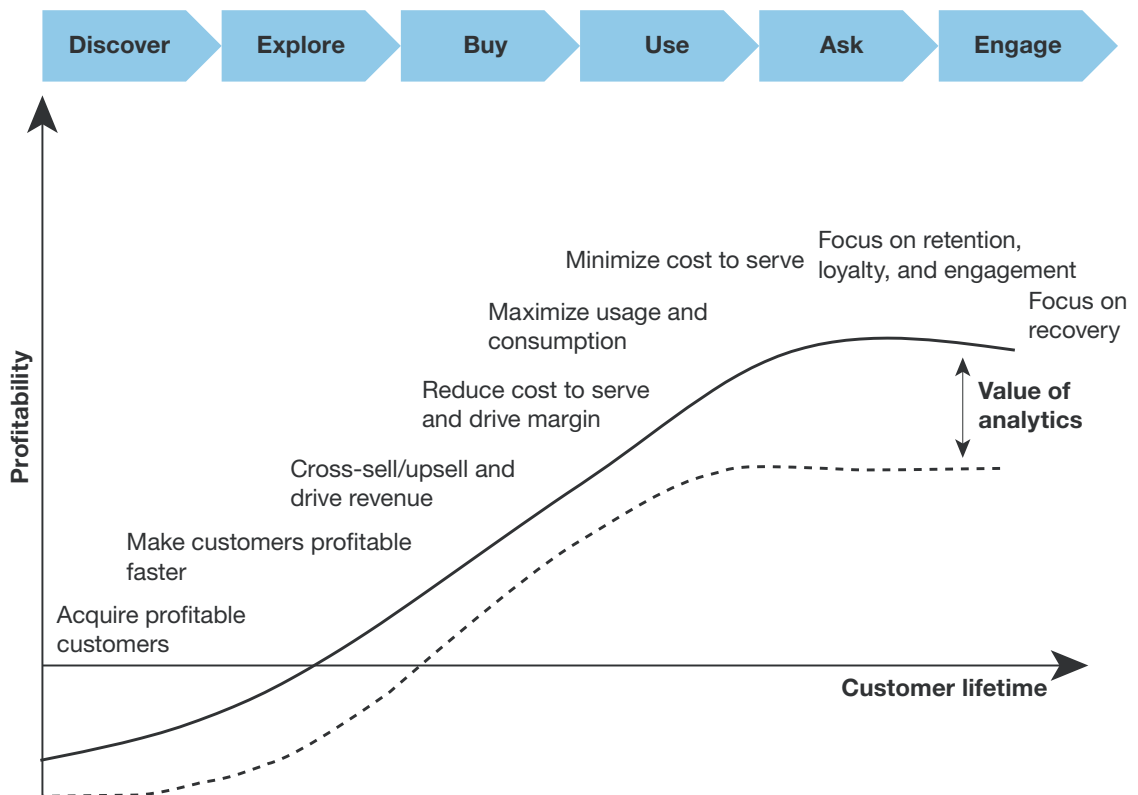 Discover
Explore
Buy
Use
Ask
Engage
Profitability
Minimize cost to serve
Focus on retention,
loyalty, and engagement
Focus on
recovery
Maximize usage and
consumption
Reduce cost to serve
and drive margin
Value of
analytics
Cross-sell/upsell and
drive revenue
Make customers profitable
faster
Acquire profitable
customers
Customer lifetime